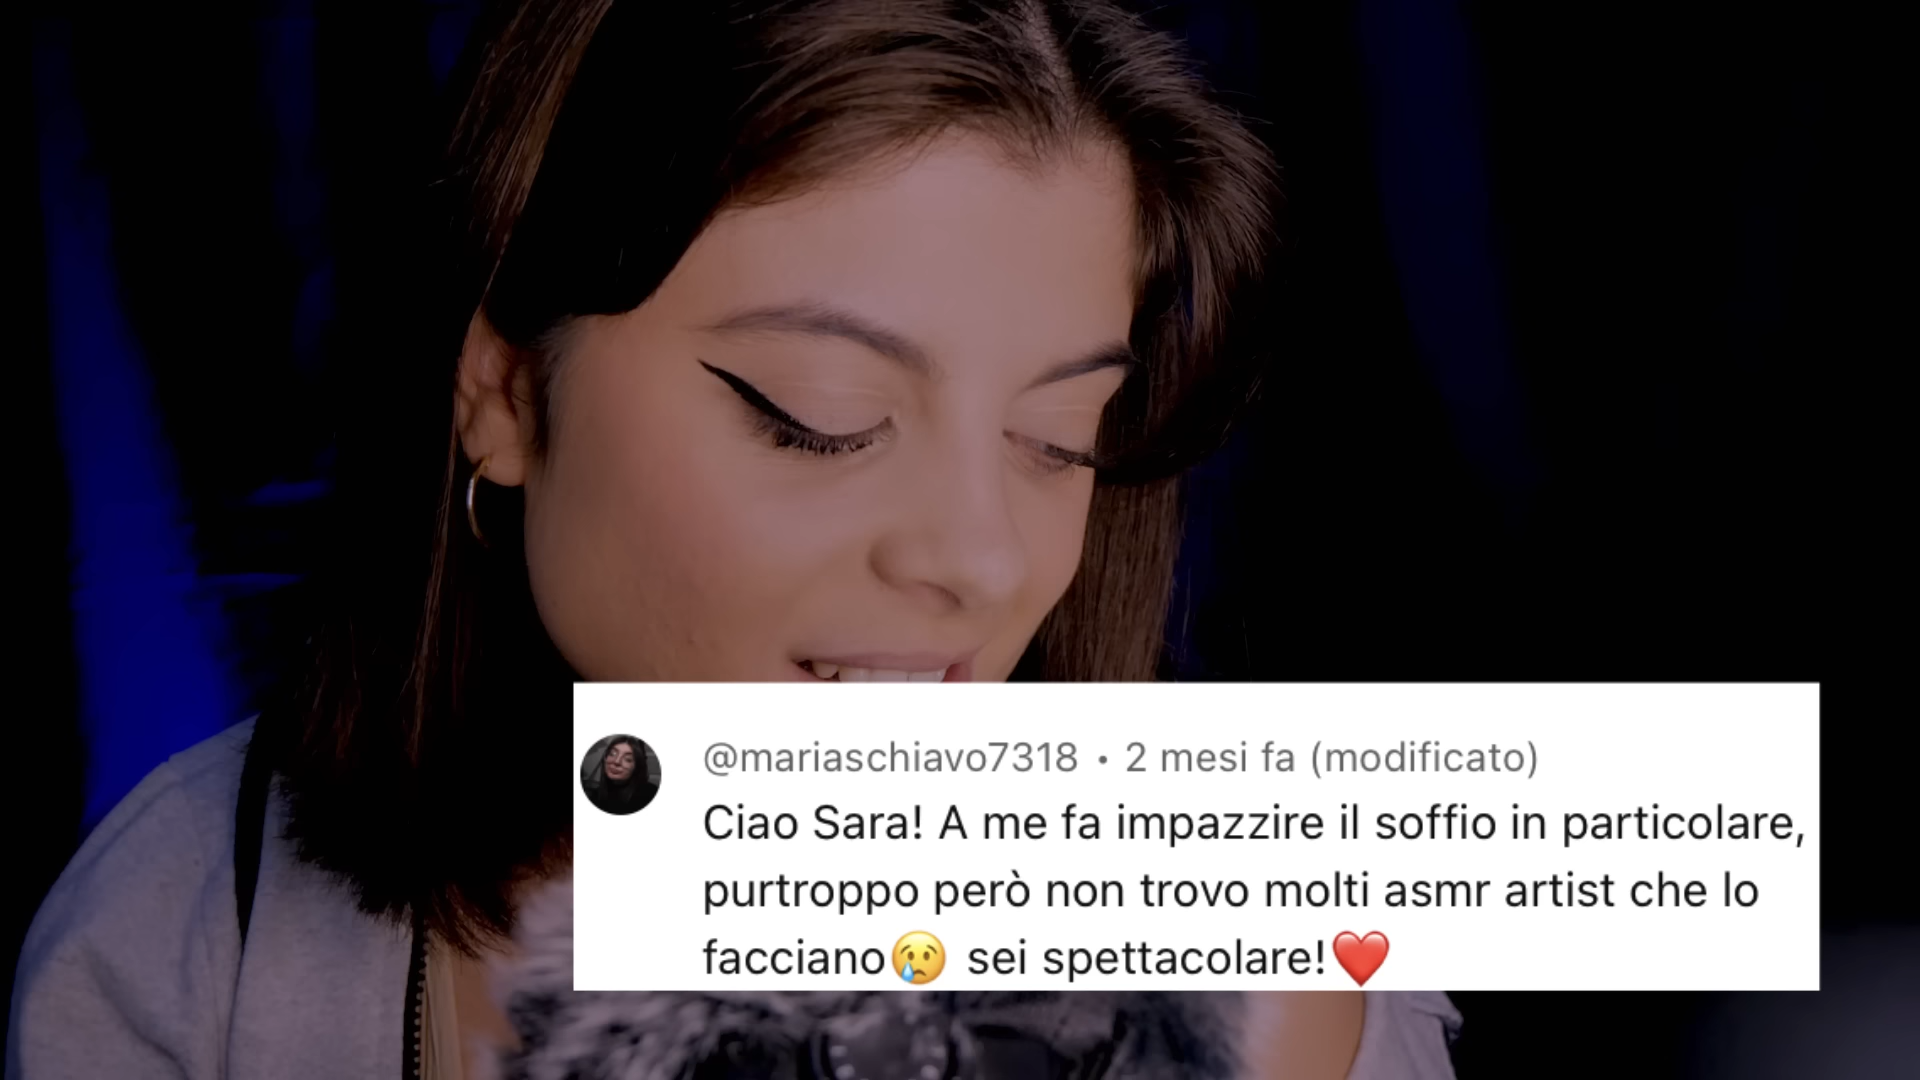 @mariaschiavo7318 • 2 mesi fa (modificato)
Ciao Sara! A me fa impazzire il soffio in particolare,
purtroppo però non trovo molti asmr artist che lo
facciano😢 sei spettacolare!❤️